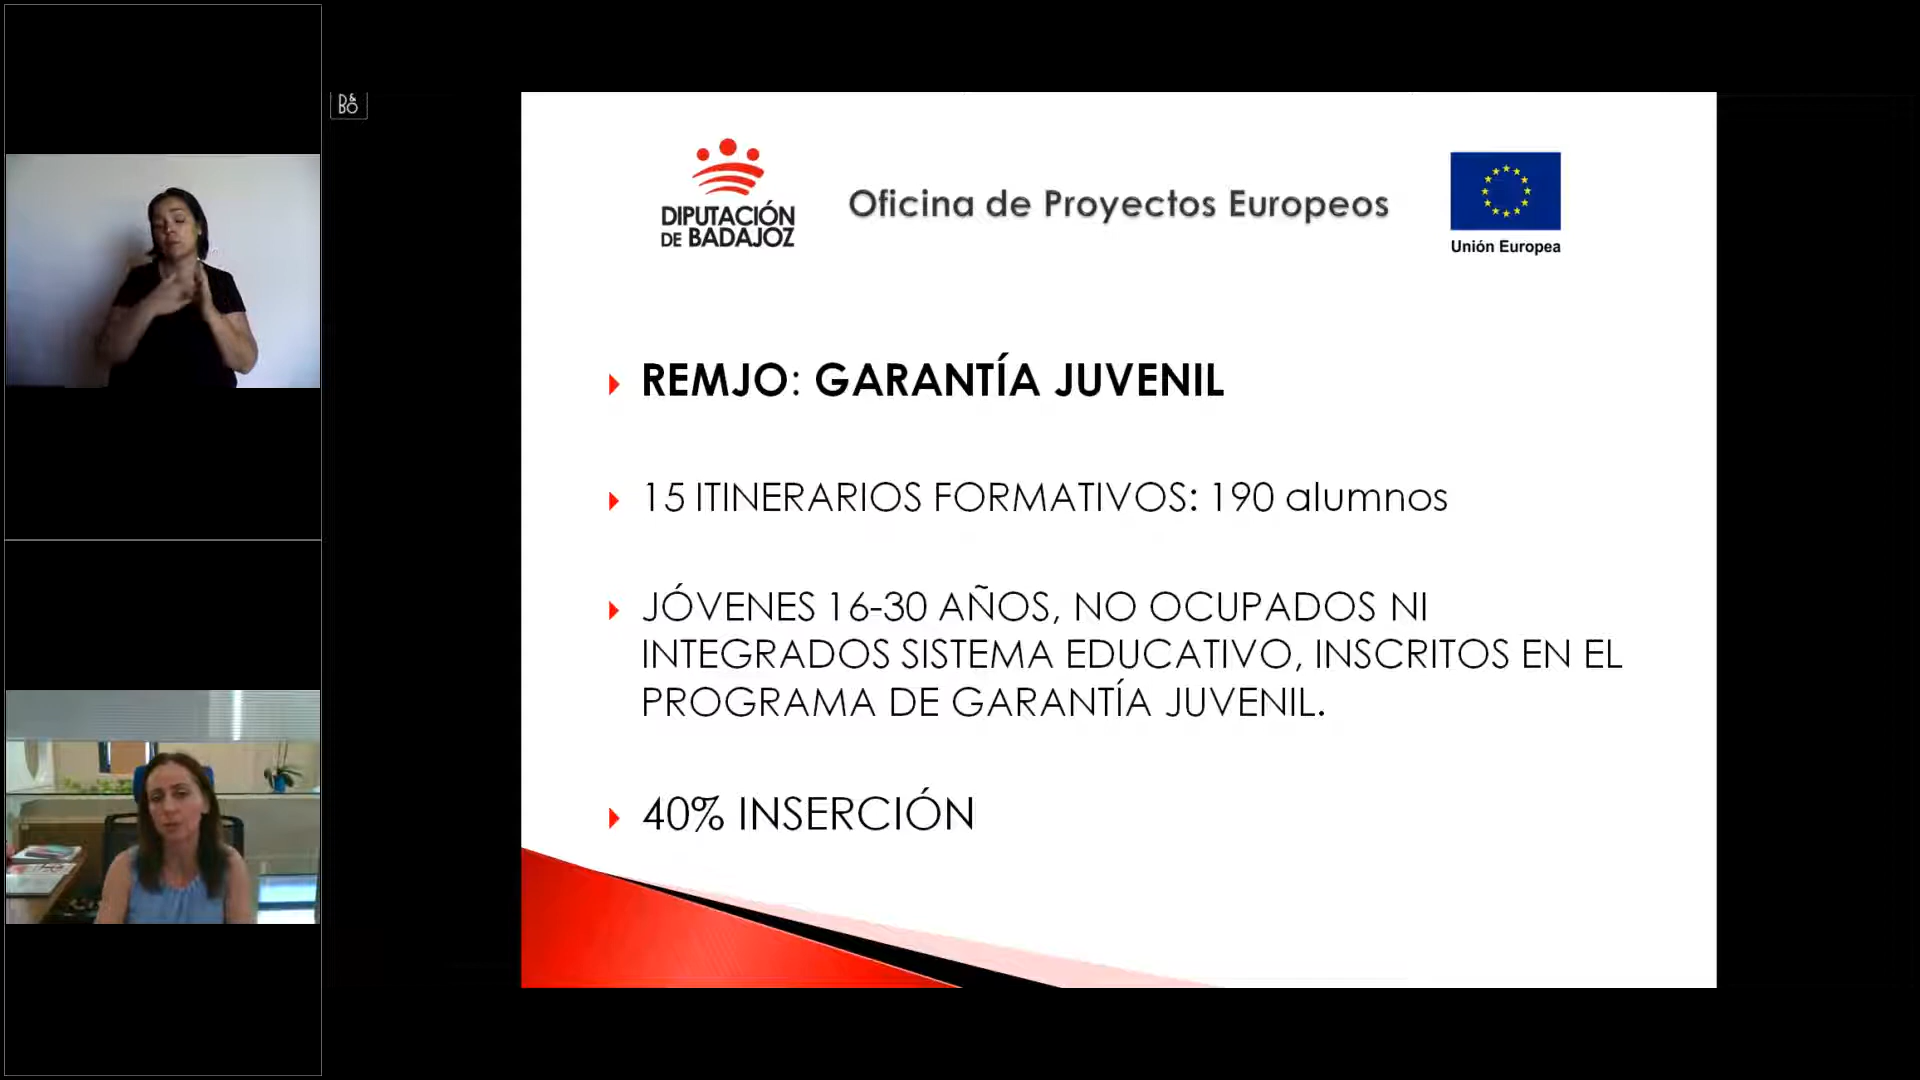 B&O
DIPUTACIÓN
DE BADAJOZ
Oficina de Proyectos Europeos
Unión Europea
REMJO: GARANTÍA JUVENIL
15 ITINERARIOS FORMATIVOS: 190 alumnos
JÓVENES 16-30 AÑOS, NO OCUPADOS NI
INTEGRADOS SISTEMA EDUCATIVO, INSCRITOS EN EL
PROGRAMA DE GARANTÍA JUVENIL.
40% INSERCIÓN